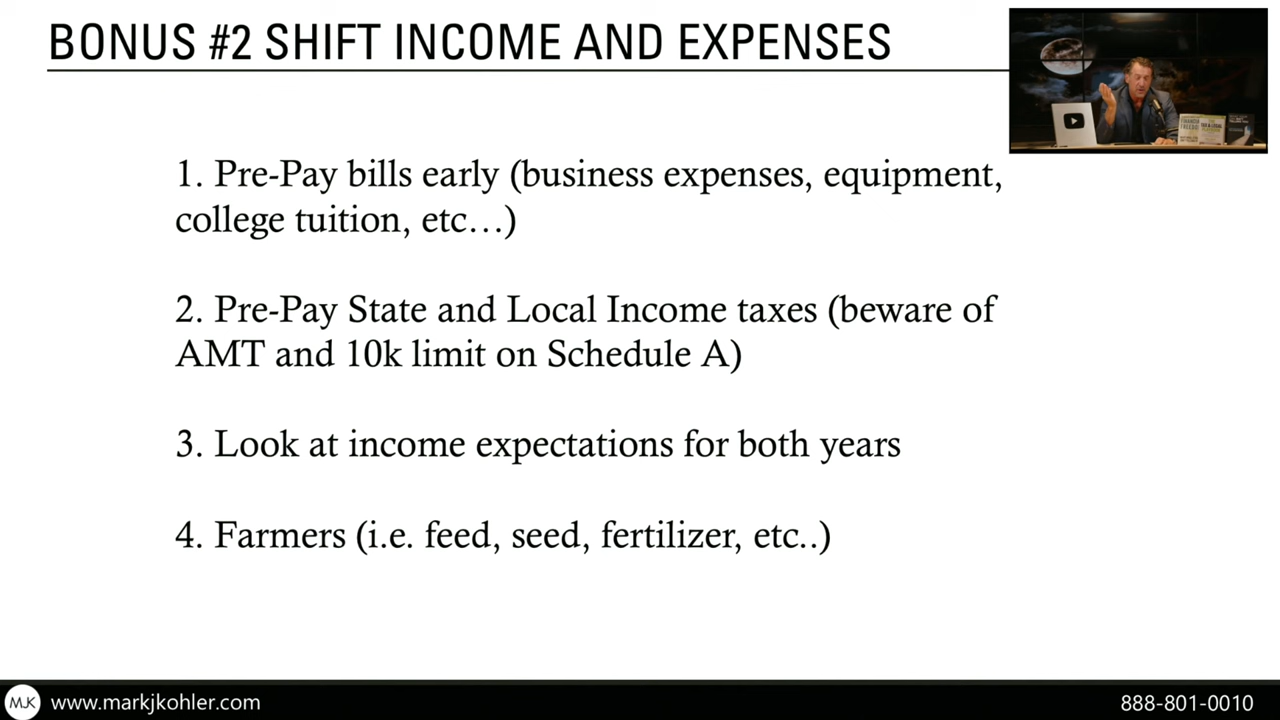 BONUS #2 SHIFT INCOME AND EXPENSES
1. Pre-Pay bills early (business expenses, equipment,
college tuition, etc…)
2. Pre-Pay State and Local Income taxes (beware of
AMT and 10k limit on Schedule A)
3. Look at income expectations for both years
4. Farmers (i.e. feed, seed, fertilizer, etc..)
MJK www.markjkohler.com
888-801-0010